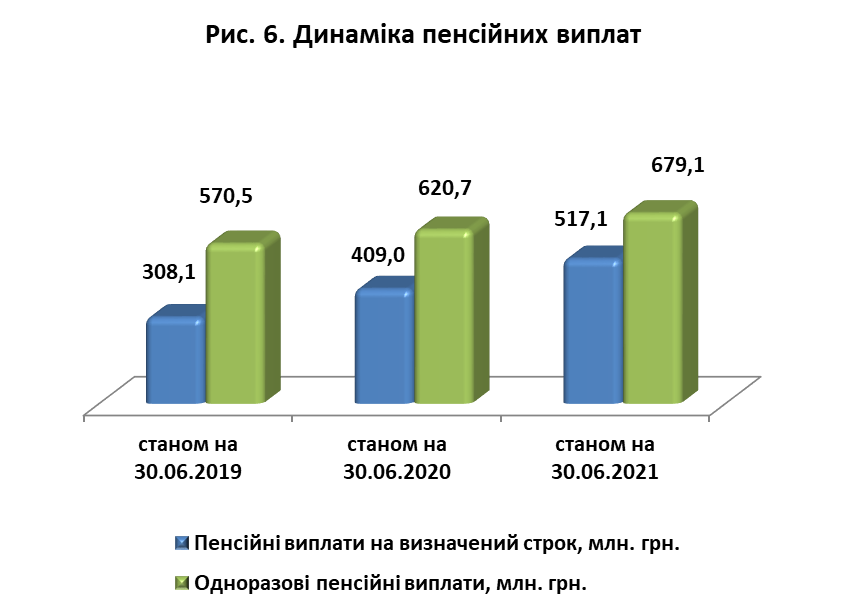 Рис. 6. Динаміка пенсійних виплат
308,1
570,5
409,0
620,7
517,1
679,1
станом на
30.06.2019
станом на
30.06.2020
станом на
30.06.2021
Пенсійні виплати на визначений строк, млн. грн.
Одноразові пенсійні виплати, млн. грн.